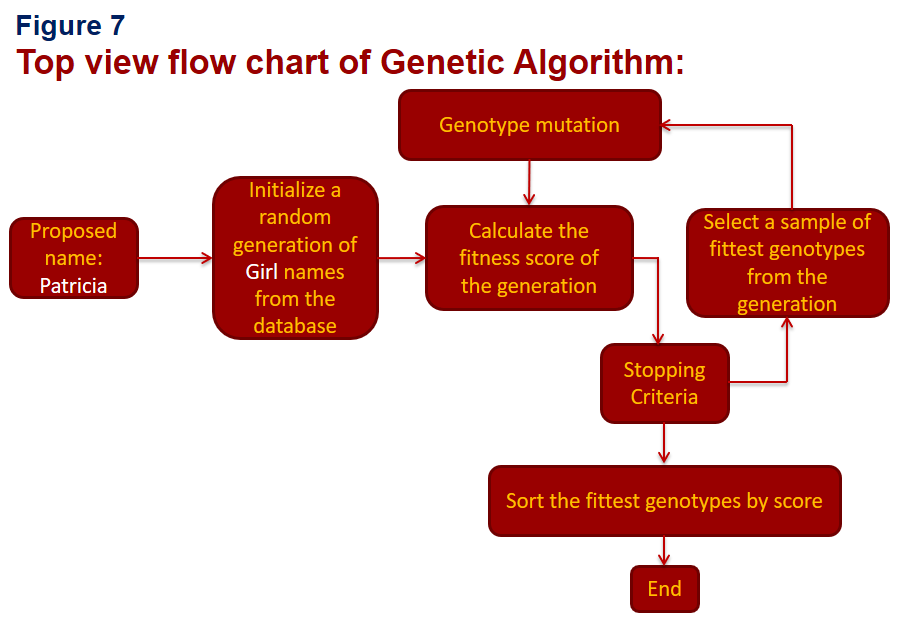 Figure 7
Top view flow chart of Genetic Algorithm:
Genotype mutation
Proposed
name:
Patricia
Initialize a
random
generation of
Girl names
from the
database
Calculate the
fitness score of
the generation
Select a sample of
fittest genotypes
from the
generation
Stopping
Criteria
Sort the fittest genotypes by score
End